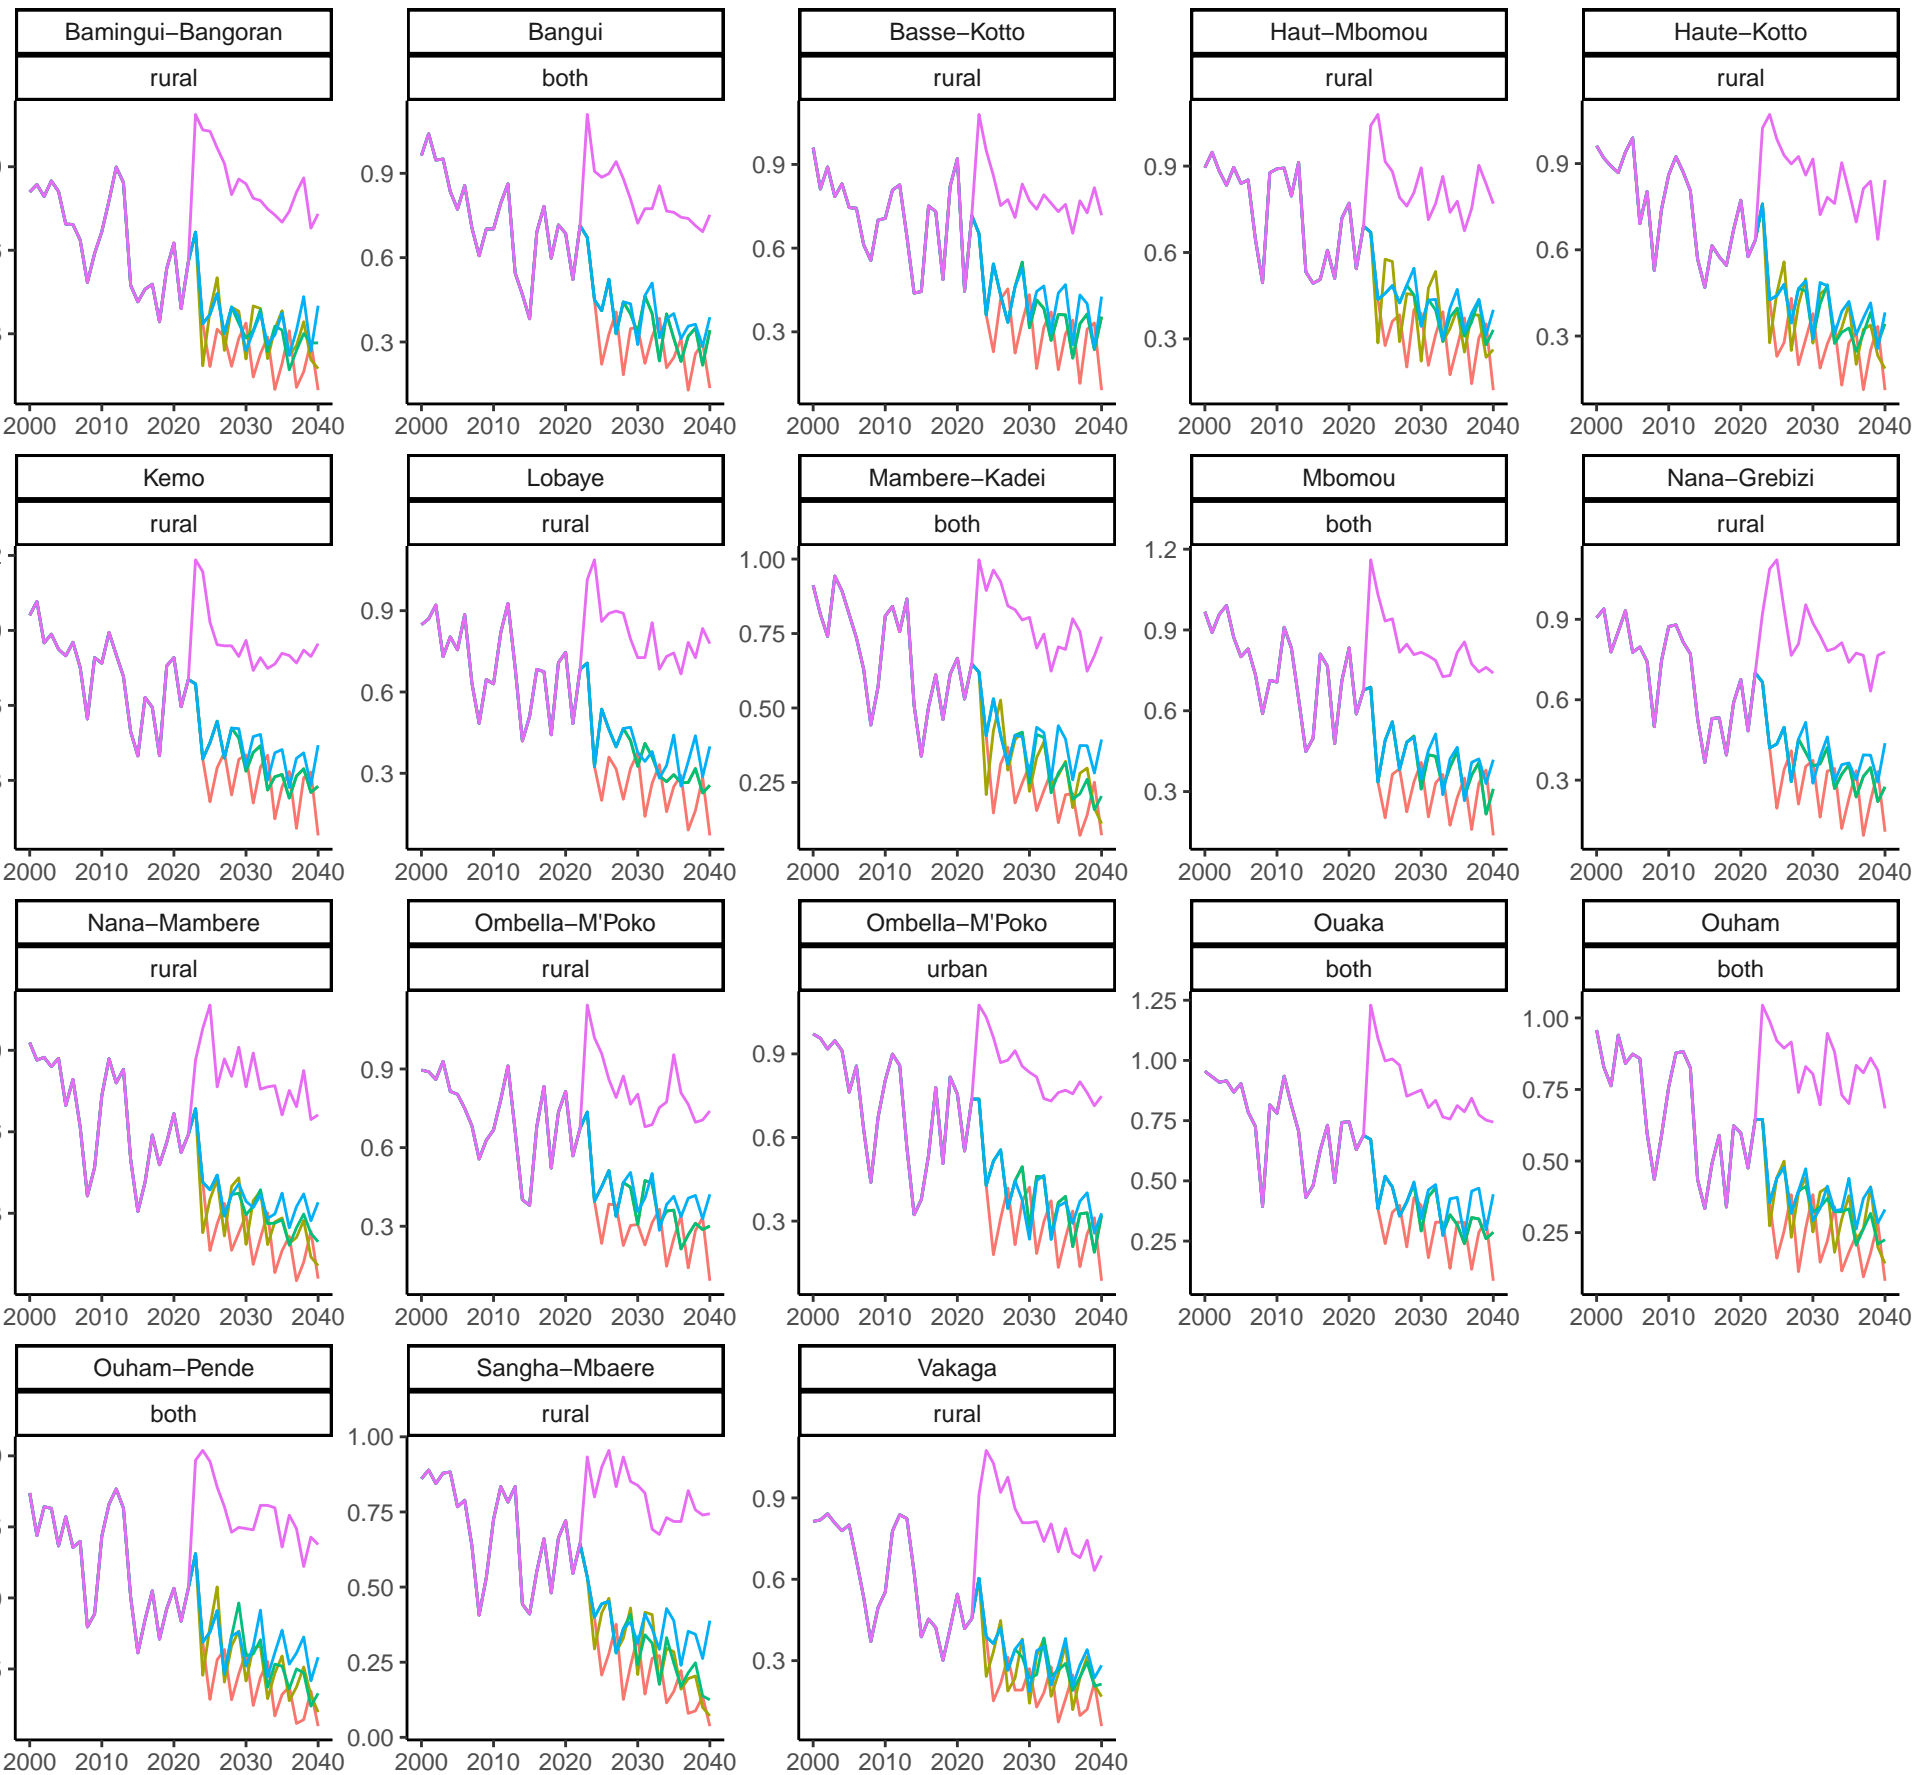 Bamingui−Bangoran Bangui Basse−Kotto Haut−Mbomou Haute−Kotto
rural both rural rural rural
0.9 0.9 0.9 0.9
0.6 0.6 0.6 0.6
0.3 0.3 0.3 0.3
2000 2010 2020 2030 2040 2000 2010 2020 2030 2040 2000 2010 2020 2030 2040 2000 2010 2020 2030 2040 2000 2010 2020 2030 2040
Kemo Lobaye Mambere−Kadei Mbomou Nana−Grebizi
rural rural both both rural
0.9 1.00 1.2 0.9
0.6 0.75 0.9 0.6
0.3 0.50 0.6 0.3
0.25 0.3
2000 2010 2020 2030 2040 2000 2010 2020 2030 2040 2000 2010 2020 2030 2040 2000 2010 2020 2030 2040 2000 2010 2020 2030 2040
Nana−Mambere Ombella−M'Poko Ombella−M'Poko Ouaka Ouham
rural rural urban both both
0.9 0.9 1.25 1.00
0.6 0.6 1.00 0.75
0.3 0.3 0.75 0.50
0.50 0.25
0.25
2000 2010 2020 2030 2040 2000 2010 2020 2030 2040 2000 2010 2020 2030 2040 2000 2010 2020 2030 2040 2000 2010 2020 2030 2040
Ouham−Pende Sangha−Mbaere Vakaga
both rural rural
1.00 0.9
0.75 0.6
0.50 0.3
0.25
0.00
2000 2010 2020 2030 2040 2000 2010 2020 2030 2040 2000 2010 2020 2030 2040